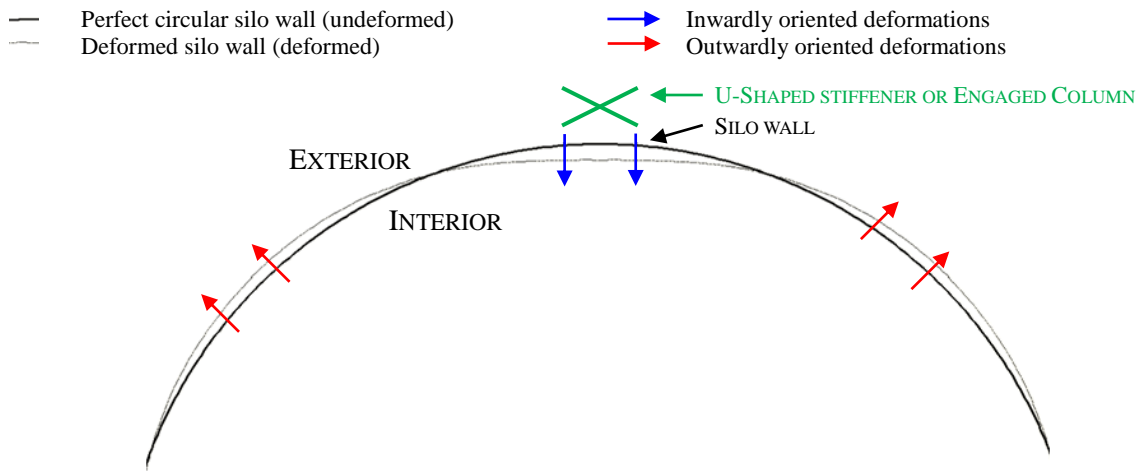 Perfect circular silo wall (undeformed)
Deformed silo wall (deformed)
Inwardly oriented deformations
Outwardly oriented deformations
U-SHAPED STIFFENER OR ENGAGED COLUMN
SILO WALL
EXTERIOR
INTERIOR